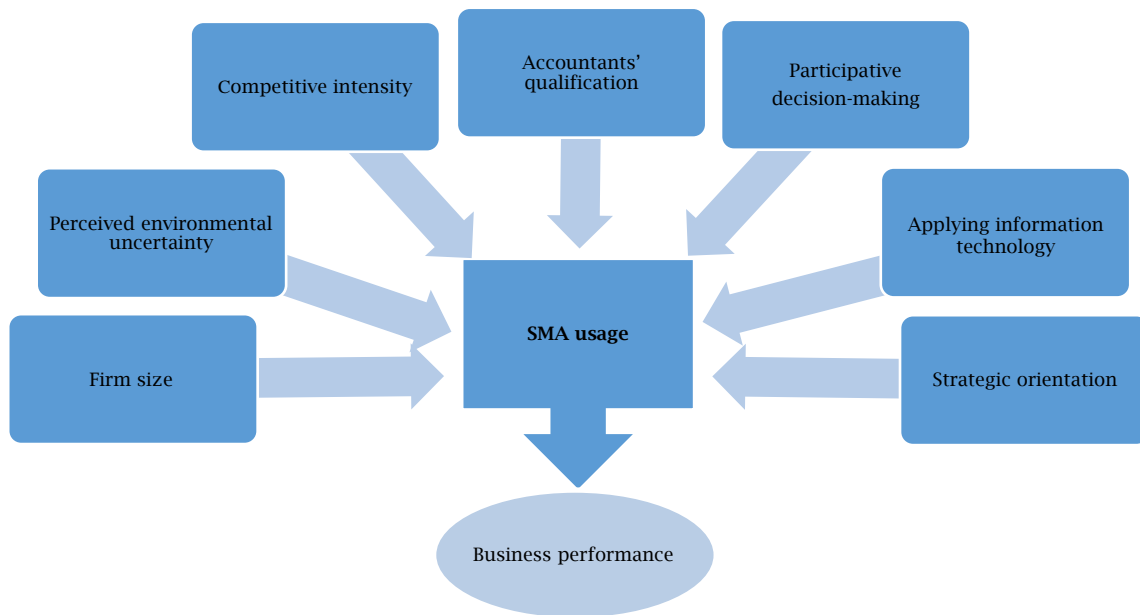 Competitive intensity
Accountants’
qualification
Participative
decision-making
Perceived environmental
uncertainty
Applying information
technology
Firm size
SMA usage
Strategic orientation
Business performance